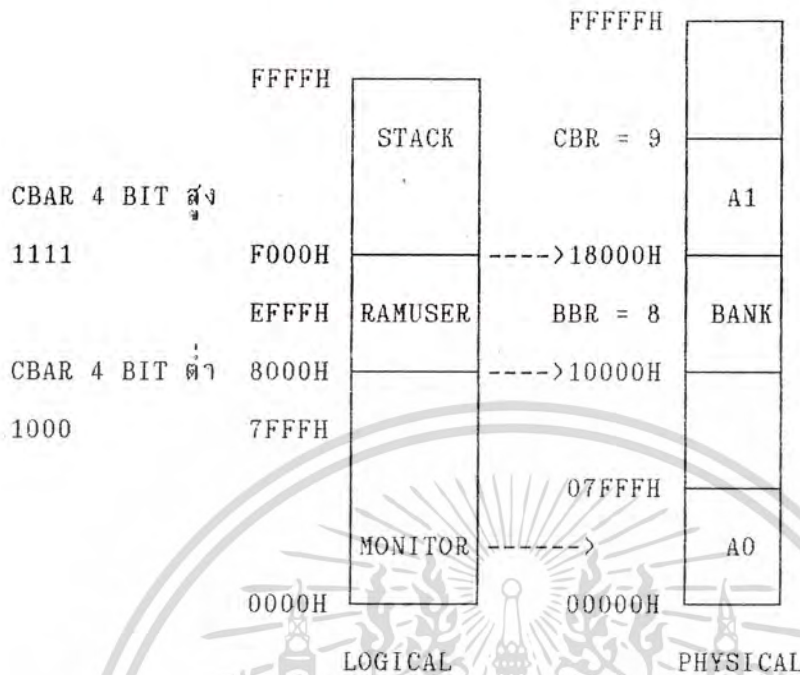 FFFFFH
FFFFH
STACK CBR = 9
CBAR 4 BIT สูง A1
1111 F000H ---->18000H
EFFFH RAMUSER BBR = 8 BANK
CBAR 4 BIT ต่ำ 8000H ---->10000H
1000 7FFFH
07FFFH
MONITOR -----> A0
0000H 00000H
LOGICAL PHYSICAL